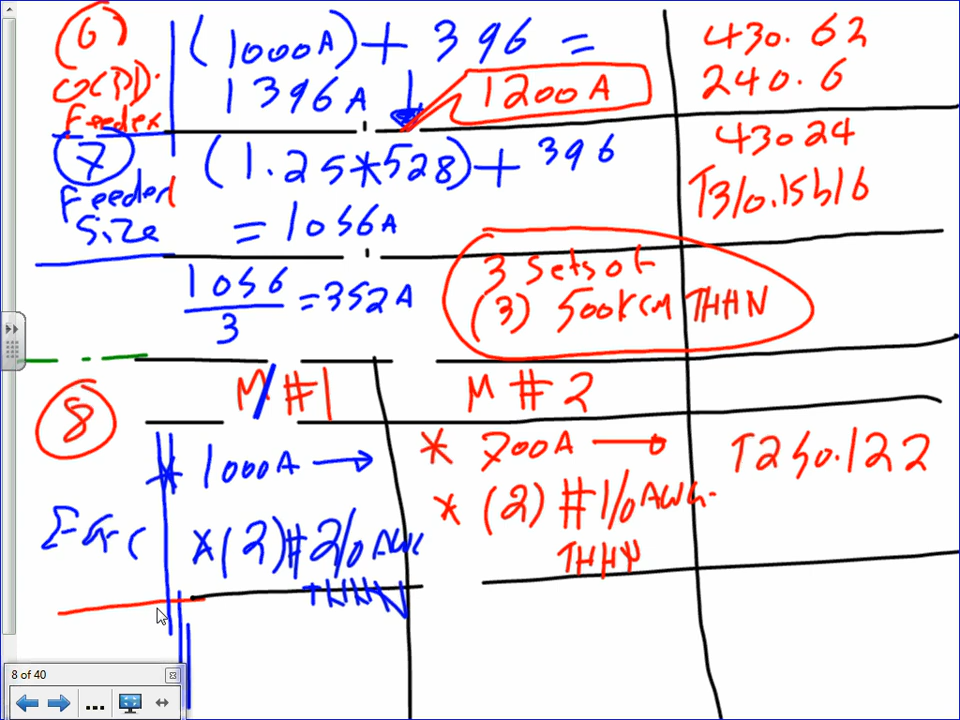 (6) (1000A) + 396 = 430.62
OCPD. 1396A 1200A 240.6
Feeder
(7) (1.25*528) + 396 430.24
Feeder T310.15b16
Size = 1056A
1056/3 = 352A 3 sets of
(3) 500kcm THHN
(8) M #1 M # 2
* 1000A → * 700A → T250.122
EGC *(2)#2/0 AWG * (2) #1/0 AWG.
THHN THHN
8 of 40
...